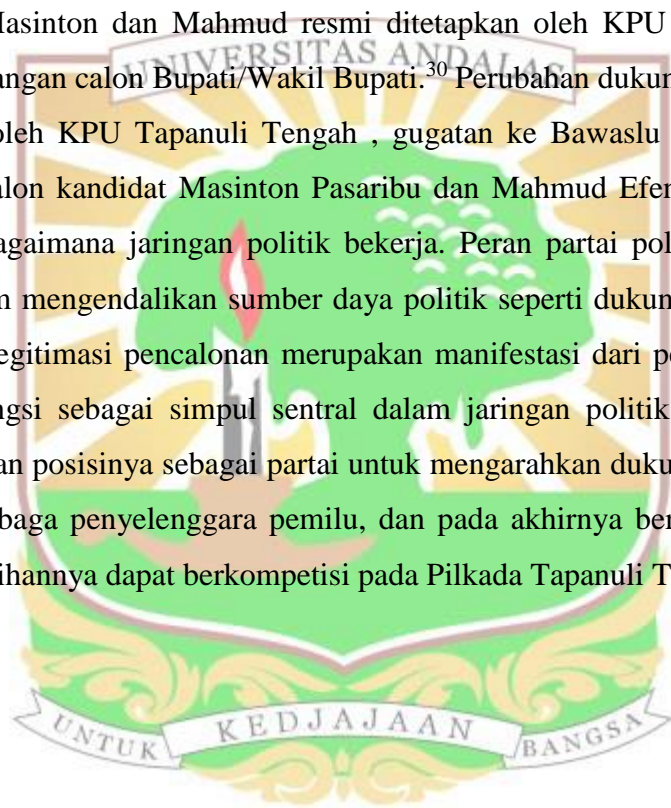 Masinton dan Mahmud resmi ditetapkan oleh KPU
UNIVERSITAS ANDALAS
angan calon Bupati/Wakil Bupati.30 Perubahan dukun
oleh KPU Tapanuli Tengah , gugatan ke Bawaslu
alon kandidat Masinton Pasaribu dan Mahmud Efen
agaimana jaringan politik bekerja. Peran partai pol
m mengendalikan sumber daya politik seperti dukun
egitimasi pencalonan merupakan manifestasi dari p
ngsi sebagai simpul sentral dalam jaringan politik
an posisinya sebagai partai untuk mengarahkan duku
baga penyelenggara pemilu, dan pada akhirnya ber
lihannya dapat berkompetisi pada Pilkada Tapanuli T
UNTUK KEDJAJAAN BANGSA